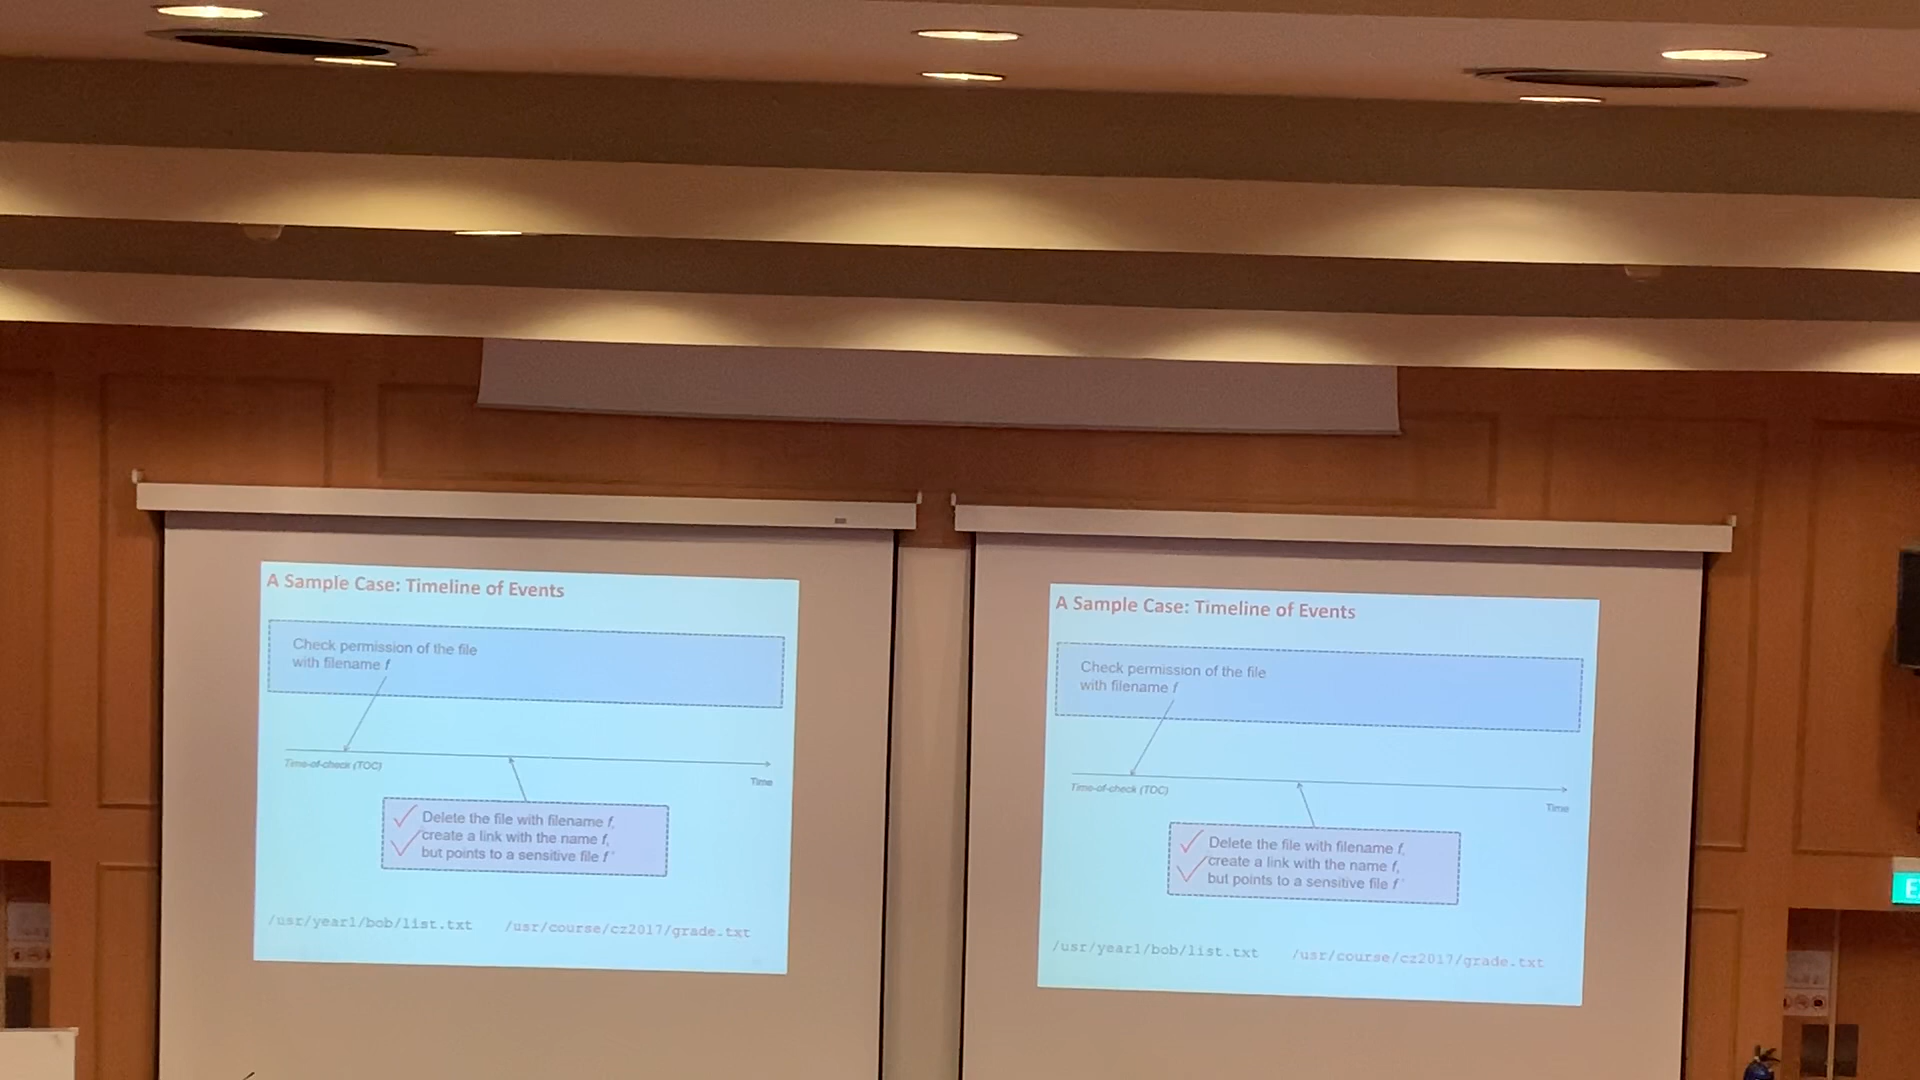 A Sample Case: Timeline of Events
Check permission of the file
with filename f
Time-of-check (TOC)
Time
Delete the file with filename f,
create a link with the name f,
but points to a sensitive file f '
/usr/year1/bob/list.txt /usr/course/cz2017/grade.txt
A Sample Case: Timeline of Events
Check permission of the file
with filename f
Time-of-check (TOC)
Time
Delete the file with filename f,
create a link with the name f,
but points to a sensitive file f '
/usr/year1/bob/list.txt /usr/course/cz2017/grade.txt